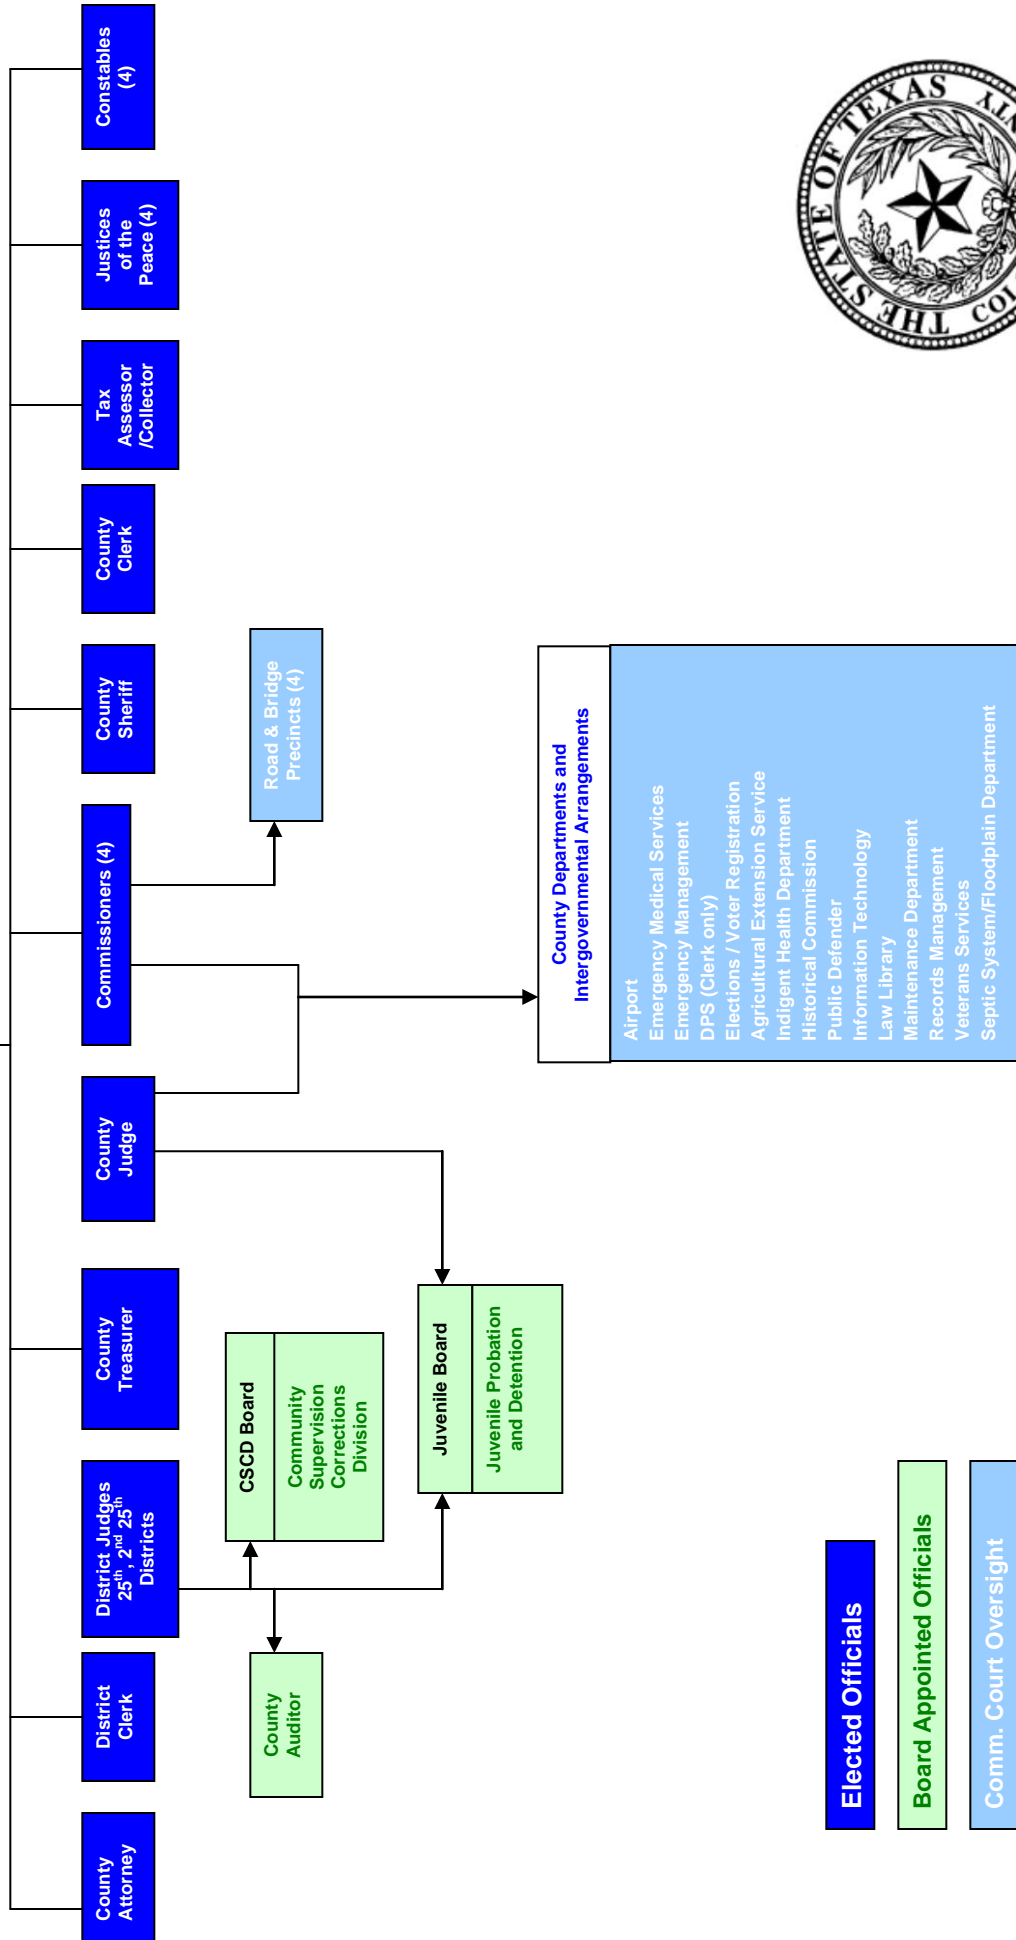 County
Attorney
District
Clerk
District Judges
25th, 2nd 25th
Districts
County
Treasurer
County
Judge
Commissioners (4)
County
Sheriff
County
Clerk
Tax
Assessor
/Collector
Justices
of the
Peace (4)
Constables
(4)
County
Auditor
CSCD Board
Community
Supervision
Corrections
Division
Road & Bridge
Precincts (4)
Juvenile Board
Juvenile Probation
and Detention
County Departments and
Intergovernmental Arrangements
Airport
Emergency Medical Services
Emergency Management
DPS (Clerk only)
Elections / Voter Registration
Agricultural Extension Service
Indigent Health Department
Historical Commission
Public Defender
Information Technology
Law Library
Maintenance Department
Records Management
Veterans Services
Septic System/Floodplain Department
Elected Officials
Board Appointed Officials
Comm. Court Oversight
THE STATE OF TEXAS